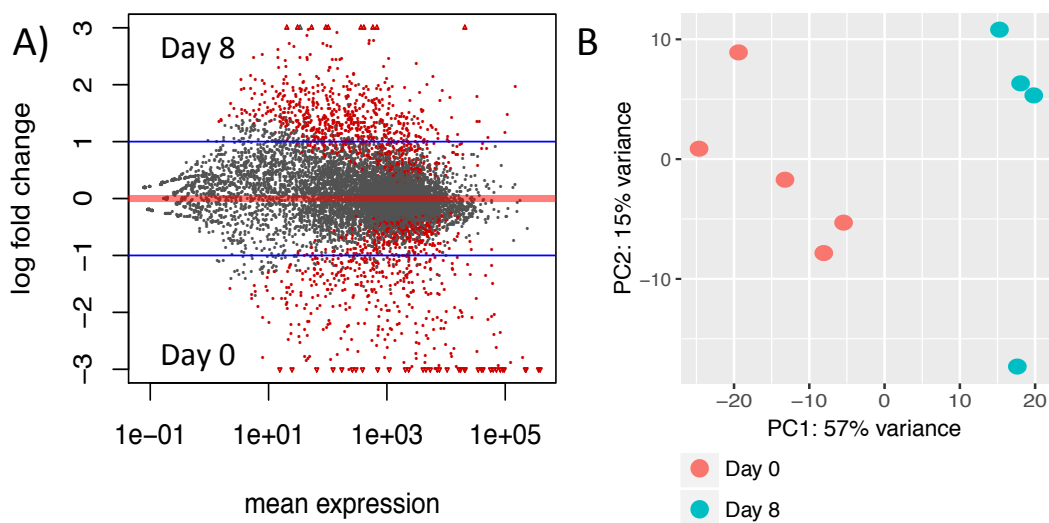 A)
Day 8
Day 0
log fold change
3
2
1
0
−1
−2
−3
1e−01
1e+01
1e+03
1e+05
mean expression
B
PC2: 15% variance
10
0
−10
−20
−10
0
10
20
PC1: 57% variance
Day 0
Day 8